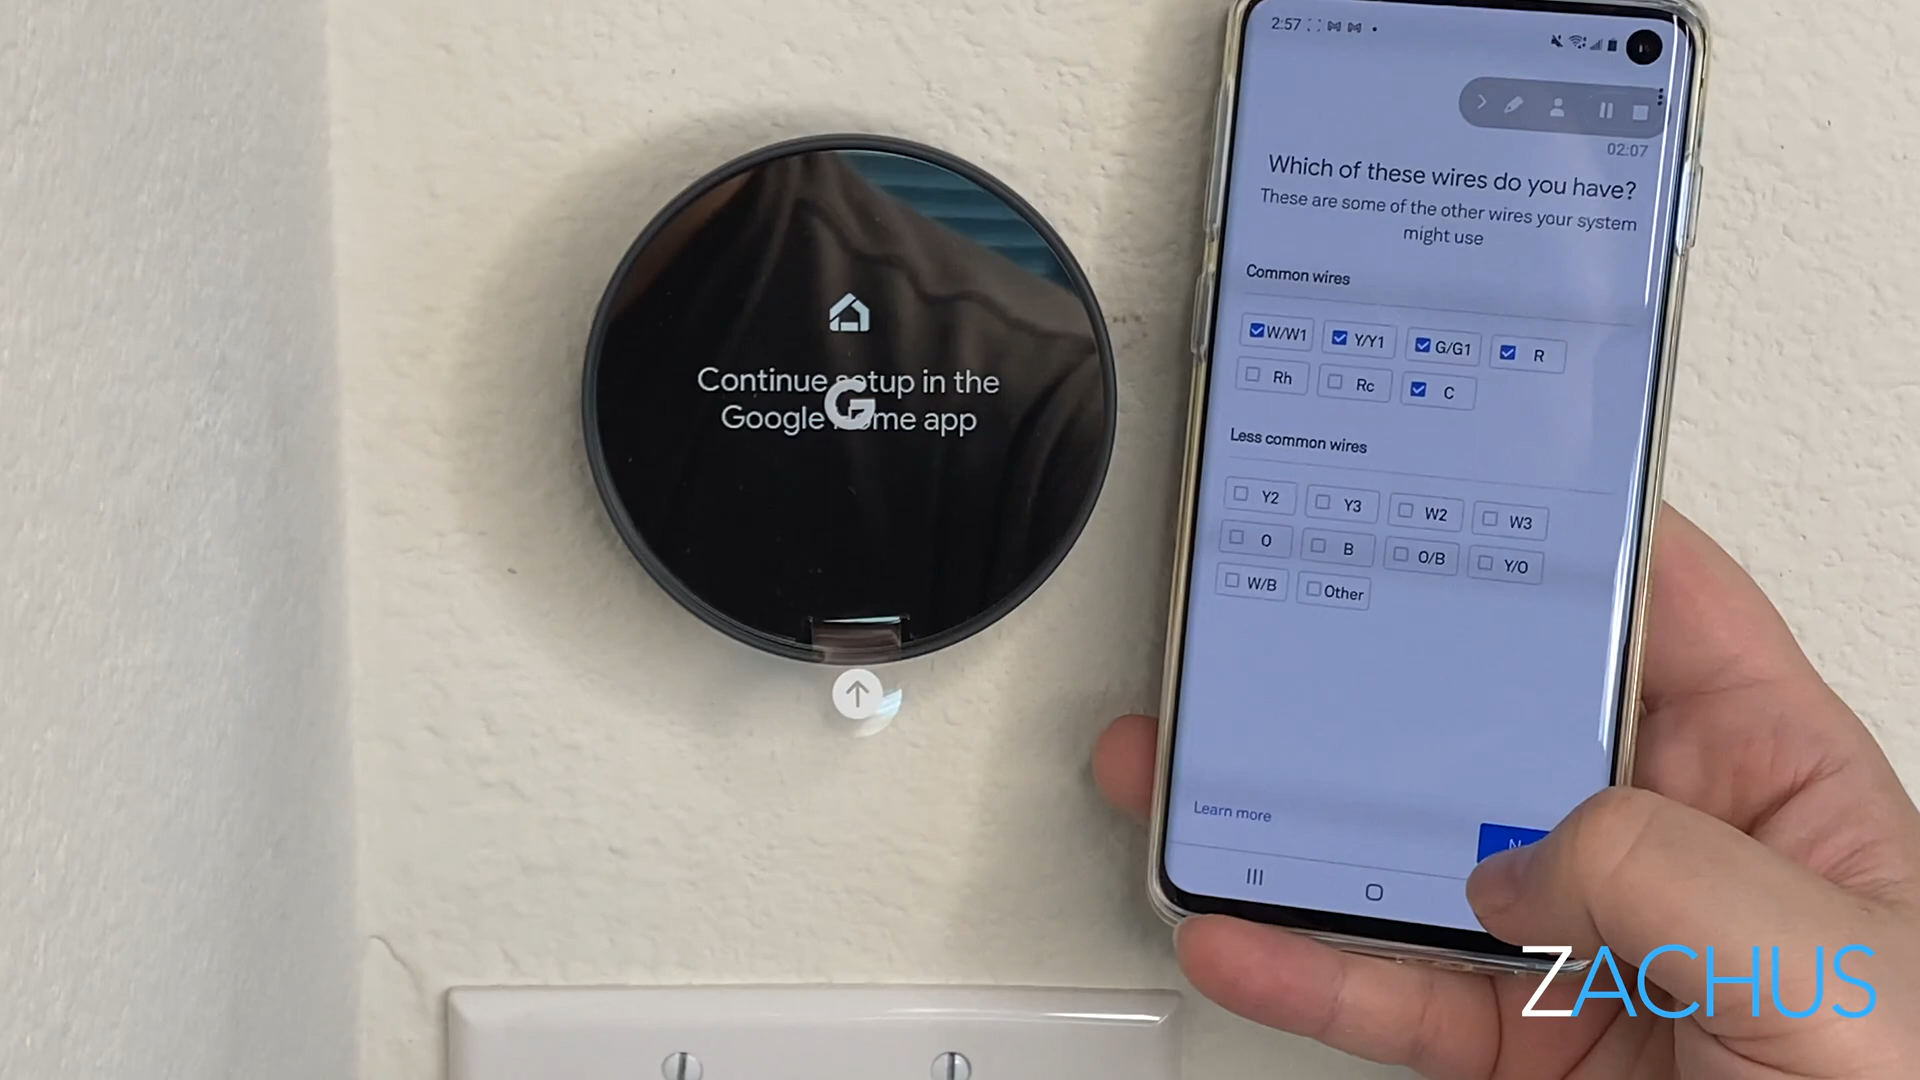 Continue setup in the
Google Home app
G
2:57
02:07
Which of these wires do you have?
These are some of the other wires your system
might use
Common wires
W/W1 Y/Y1 G/G1 R
Rh Rc C
Less common wires
Y2 Y3 W2 W3
O B O/B Y/O
W/B Other
Learn more
ZACHUS